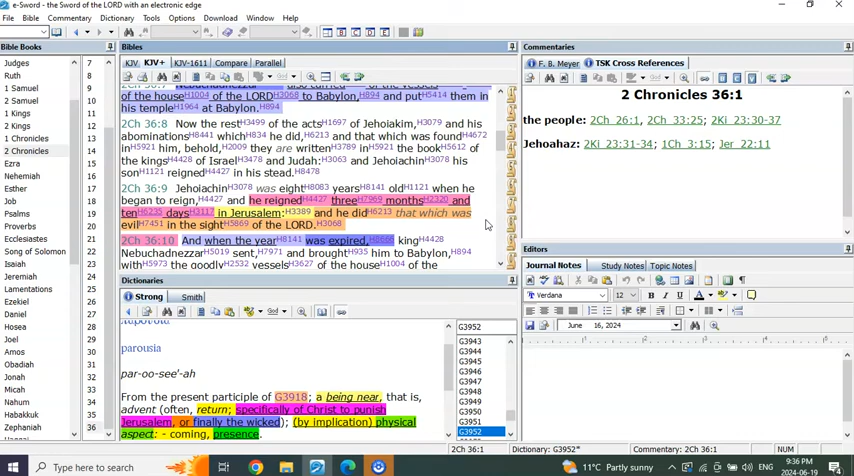 e-Sword - the Sword of the LORD with an electronic edge
File Bible Commentary Dictionary Tools Options Download Window Help
Bible Books
Judges
Ruth
1 Samuel
2 Samuel
1 Kings
2 Kings
1 Chronicles
2 Chronicles
Ezra
Nehemiah
Esther
Job
Psalms
Proverbs
Ecclesiastes
Song of Solomon
Isaiah
Jeremiah
Lamentations
Ezekiel
Daniel
Hosea
Joel
Amos
Obadiah
Jonah
Micah
Nahum
Habakkuk
Zephaniah
7
8
9
10
11
12
13
14
15
16
17
18
19
20
21
22
23
24
25
26
27
28
29
30
31
32
33
34
35
36
Bibles
KJV KJV+ KJV-1611 Compare Parallel
of the house H1004 of the LORD H3068 to Babylon, H894 and put H5414 them in
his temple H1964 at Babylon. H894
2Ch 36:8 Now the rest H3499 of the acts H1697 of Jehoiakim, H3079 and his
abominations H8441 which H834 he did, H6213 and that which was found H4672
in H5921 him, behold, H2009 they are written H3789 in H5921 the book H5612 of
the kings H4428 of Israel H3478 and Judah: H3063 and Jehoiachin H3078 his
son H1121 reigned H4427 in his stead. H8478
2Ch 36:9 Jehoiachin H3078 was eight H8083 years H8141 old H1121 when he
began to reign, H4427 and he reigned H4427 three H7969 months H2320 and
ten H6235 days H3117 in Jerusalem: H3389 and he did H6213 that which was
evil H7451 in the sight H5869 of the LORD. H3068
2Ch 36:10 And when the year H8141 was expired, H8666 king H4428
Nebuchadnezzar H5019 sent, H7971 and brought H935 him to Babylon, H894
with H5973 the goodly H2532 vessels H3627 of the house H1004 of the
Dictionaries
Strong Smith
parousia
par-oo-see'-ah
From the present participle of G3918; a being near, that is,
advent (often, return; specifically of Christ to punish
Jerusalem, or finally the wicked); (by implication) physical
aspect: - coming, presence.
G3952
G3943
G3944
G3945
G3946
G3947
G3948
G3949
G3950
G3951
G3952
Commentaries
F. B. Meyer TSK Cross References
2 Chronicles 36:1
the people: 2Ch 26:1, 2Ch 33:25; 2Ki 23:30-37
Jehoahaz: 2Ki 23:31-34; 1Ch 3:15; Jer 22:11
Editors
Journal Notes Study Notes Topic Notes
Verdana 12 B I U A
June 16, 2024
1 2 3 4 5
2Ch 36:1 Dictionary: G3952* Commentary: 2Ch 36:1 NUM
Type here to search
11°C Partly sunny
ENG
9:36 PM
2024-06-19